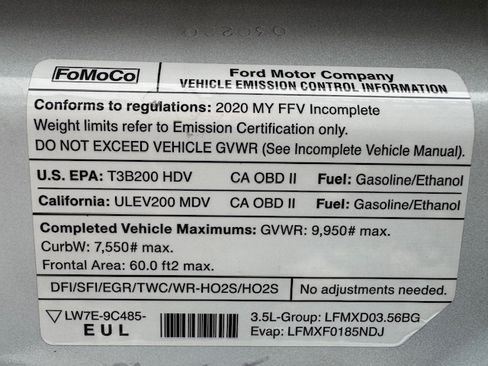 FoMoCo
Ford Motor Company
VEHICLE EMISSION CONTROL INFORMATION
Conforms to regulations: 2020 MY FFV Incomplete
Weight limits refer to Emission Certification only.
DO NOT EXCEED VEHICLE GVWR (See Incomplete Vehicle Manual).
U.S. EPA: T3B200 HDV CA OBD II Fuel: Gasoline/Ethanol
California: ULEV200 MDV CA OBD II Fuel: Gasoline/Ethanol
Completed Vehicle Maximums: GVWR: 9,950# max.
CurbW: 7,550# max.
Frontal Area: 60.0 ft2 max.
DFI/SFI/EGR/TWC/WR-HO2S/HO2S No adjustments needed.
LW7E-9C485- 3.5L-Group: LFMXD03.56BG
EUL Evap: LFMXF0185NDJ